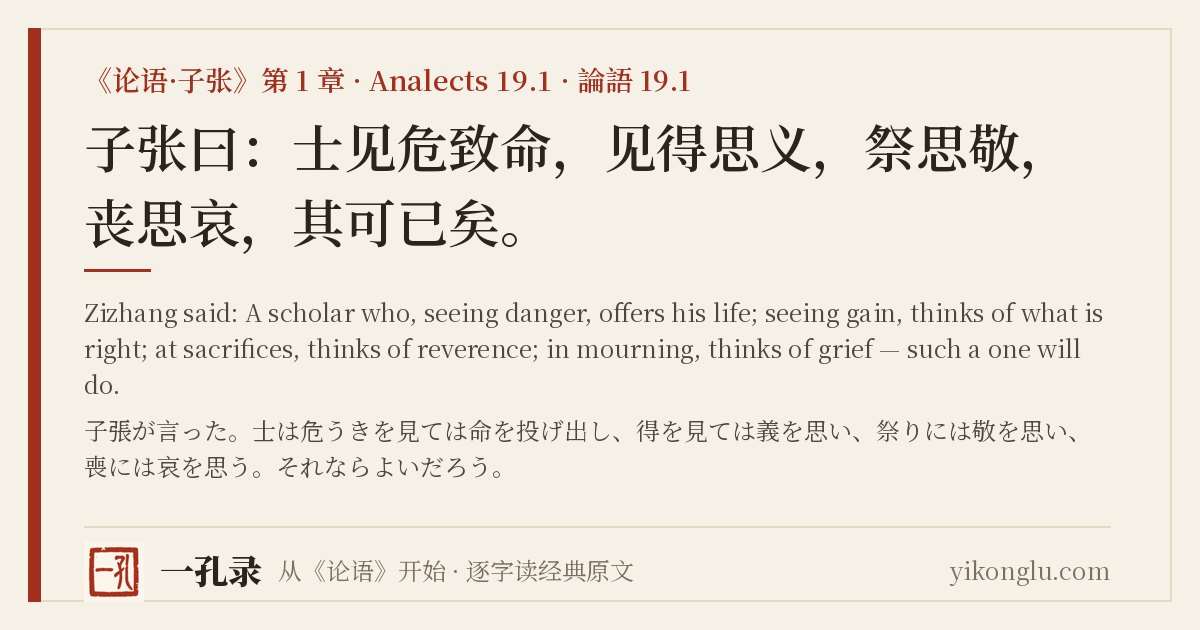 《论语·子张》第 1 章 · Analects 19.1 · 論語 19.1
子张曰：士见危致命，见得思义，祭思敬，
丧思哀，其可已矣。
Zizhang said: A scholar who, seeing danger, offers his life; seeing gain, thinks of what is
right; at sacrifices, thinks of reverence; in mourning, thinks of grief — such a one will
do.
子張が言った。士は危うきを見ては命を投げ出し、得を見ては義を思い、祭りには敬を思い、
喪には哀を思う。それならよいだろう。
一孔
一孔录 从《论语》开始 · 逐字读经典原文 yikonglu.com